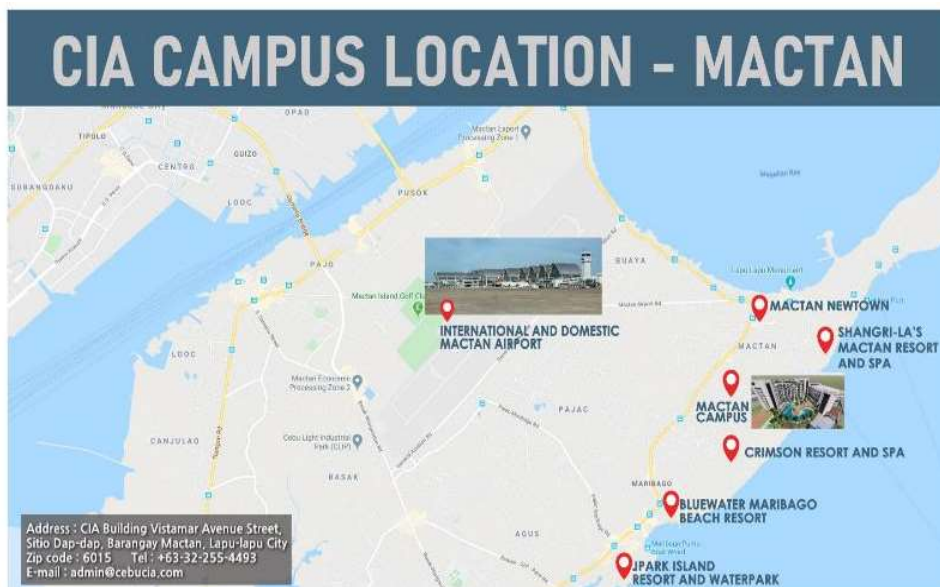 CIA CAMPUS LOCATION - MACTAN
OPAO
TIPOLO
GUIZO
CENTRO
SUBANGDAKU
LOOC
Mactan Export
Processing Zone 1
PUSOK
Magellan Bay
BUAYA
PAJO
Lapu Lapu Monument
Mactan Island Golf Clu
INTERNATIONAL AND DOMESTIC
MACTAN AIRPORT
MACTAN NEWTOWN
SHANGRI-LA'S
MACTAN RESORT
AND SPA
MACTAN
LOOC
Mactan Economic
Processing Zone 2
MACTAN
CAMPUS
PAJAC
CANJULAO
Cebu Light Industrial
Park (CLIP)
CRIMSON RESORT AND SPA
BASAK
MARIBAGO
BLUEWATER MARIBAGO
BEACH RESORT
AGUS
JPARK ISLAND
RESORT AND WATERPARK
Address : CIA Building Vistamar Avenue Street,
Sitio Dap-dap, Barangay Mactan, Lapu-lapu City
Zip code : 6015 Tel : +63-32-255-4493
E-mail : admin@cebucia.com